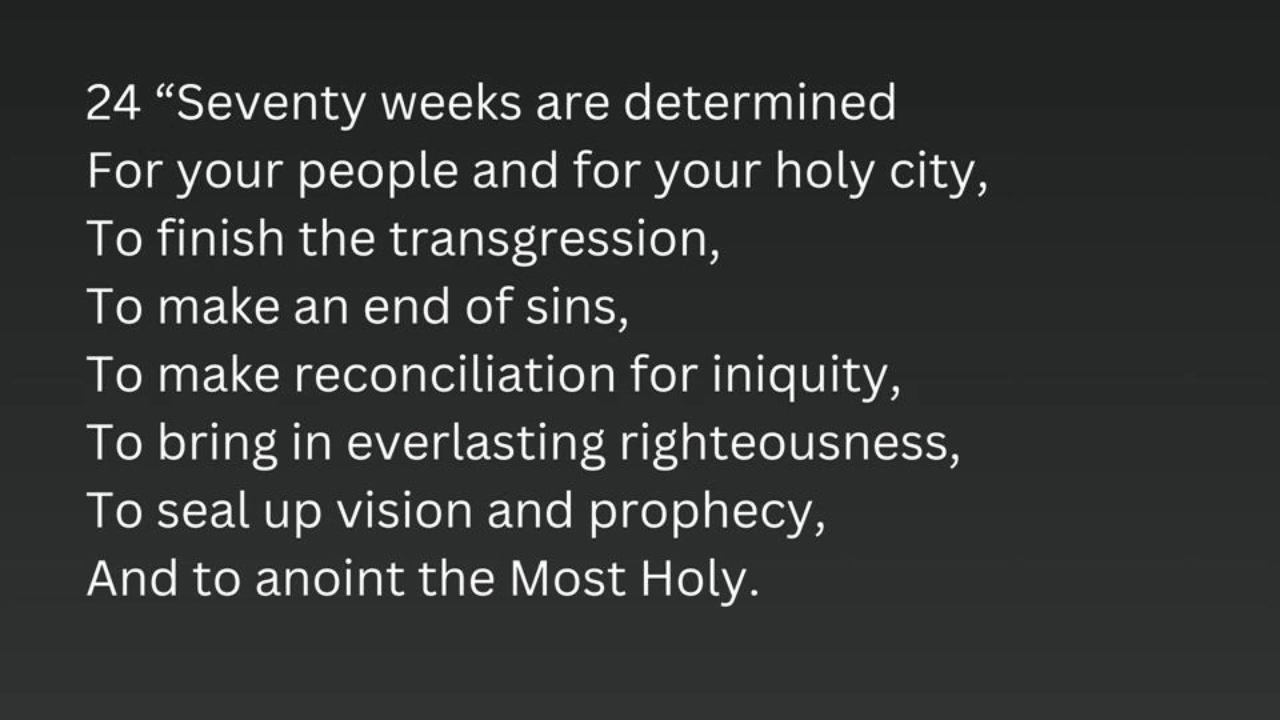 24 “Seventy weeks are determined
For your people and for your holy city,
To finish the transgression,
To make an end of sins,
To make reconciliation for iniquity,
To bring in everlasting righteousness,
To seal up vision and prophecy,
And to anoint the Most Holy.